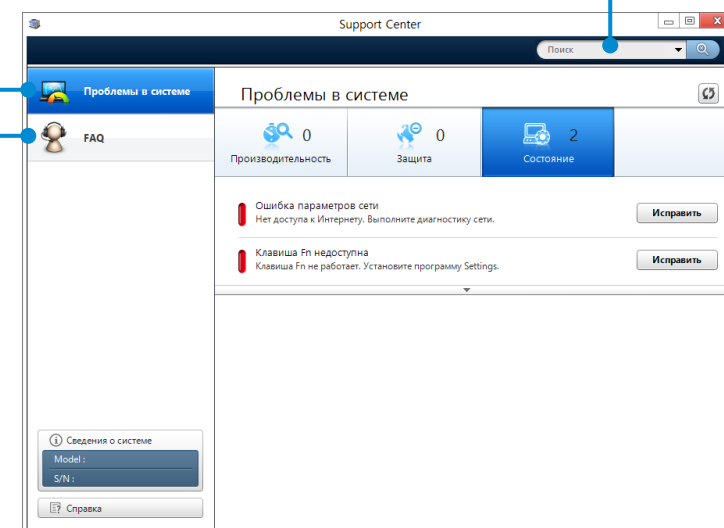 Support Center
Поиск
Проблемы в системе
FAQ
Проблемы в системе
0
Производительность
0
Защита
2
Состояние
Ошибка параметров сети
Нет доступа к Интернету. Выполните диагностику сети.
Исправить
Клавиша Fn недоступна
Клавиша Fn не работает. Установите программу Settings.
Исправить
Сведения о системе
Model :
S/N :
Справка